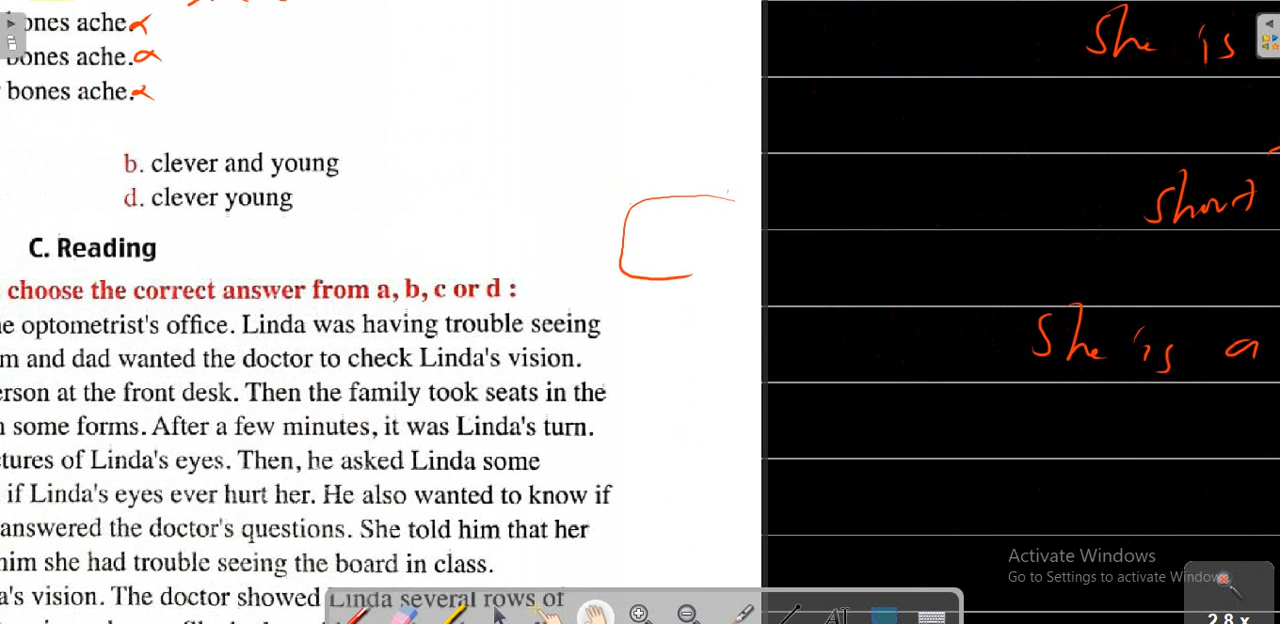 ones ache.
bones ache.
bones ache.
b. clever and young
d. clever young
C. Reading
choose the correct answer from a, b, c or d :
e optometrist's office. Linda was having trouble seeing
m and dad wanted the doctor to check Linda's vision.
erson at the front desk. Then the family took seats in the
some forms. After a few minutes, it was Linda's turn.
tures of Linda's eyes. Then, he asked Linda some
if Linda's eyes ever hurt her. He also wanted to know if
answered the doctor's questions. She told him that her
him she had trouble seeing the board in class.
a's vision. The doctor showed Linda several rows of
She is
short
She is a
Activate Windows
Go to Settings to activate Windows
2.8 x